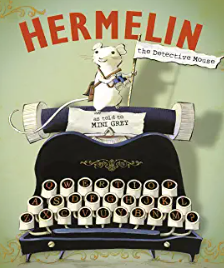 HERMELIN
the Detective Mouse
as told to
MINI GREY
Q W E R T Y U I O P
A S D F G H J K L
Z X C V B N M P